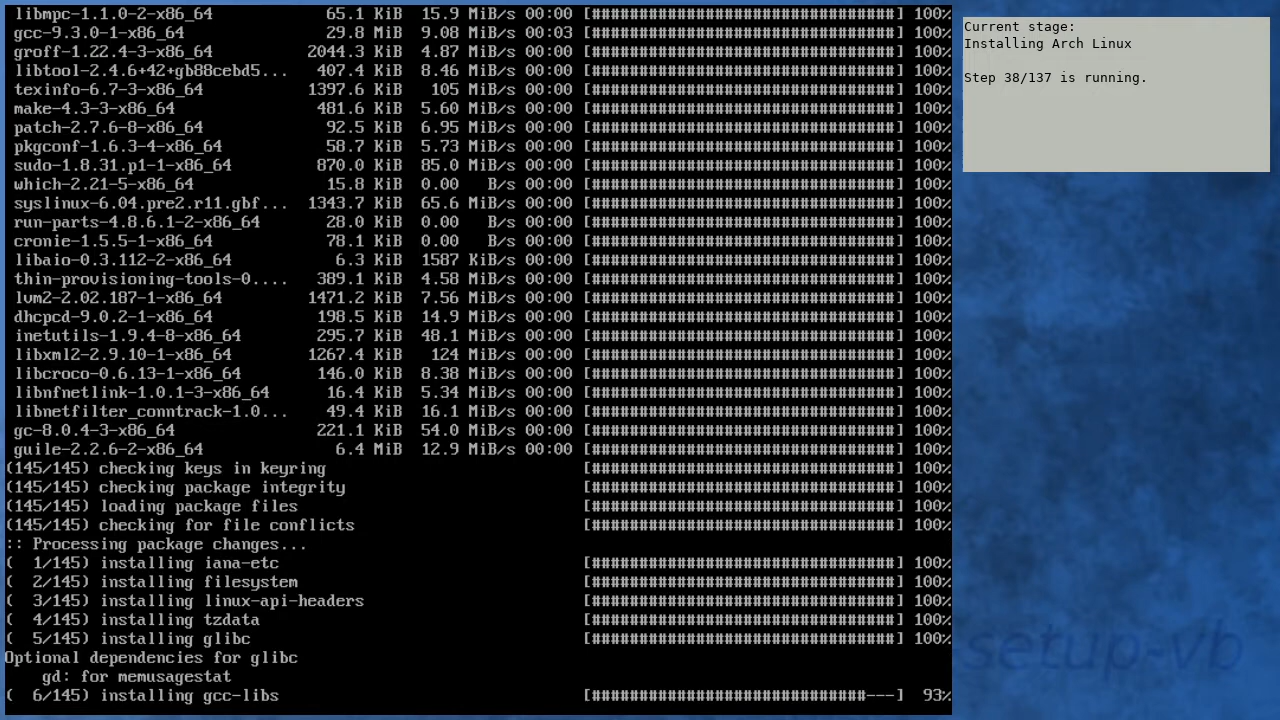 libmpc-1.1.0-2-x86_64 65.1 KiB 15.9 MiB/s 00:00 [################################] 100%
gcc-9.3.0-1-x86_64 29.8 MiB 9.08 MiB/s 00:03 [################################] 100%
groff-1.22.4-3-x86_64 2044.3 KiB 4.87 MiB/s 00:00 [################################] 100%
libtool-2.4.6+42+gb88cebd5... 407.4 KiB 8.46 MiB/s 00:00 [################################] 100%
texinfo-6.7-3-x86_64 1397.6 KiB 105 MiB/s 00:00 [################################] 100%
make-4.3-3-x86_64 481.6 KiB 5.60 MiB/s 00:00 [################################] 100%
patch-2.7.6-8-x86_64 92.5 KiB 6.95 MiB/s 00:00 [################################] 100%
pkgconf-1.6.3-4-x86_64 58.7 KiB 5.73 MiB/s 00:00 [################################] 100%
sudo-1.8.31.p1-1-x86_64 870.0 KiB 85.0 MiB/s 00:00 [################################] 100%
which-2.21-5-x86_64 15.8 KiB 0.00 B/s 00:00 [################################] 100%
syslinux-6.04.pre2.r11.gbf... 1343.7 KiB 65.6 MiB/s 00:00 [################################] 100%
run-parts-4.8.6.1-2-x86_64 28.0 KiB 0.00 B/s 00:00 [################################] 100%
cronie-1.5.5-1-x86_64 78.1 KiB 0.00 B/s 00:00 [################################] 100%
libaio-0.3.112-2-x86_64 6.3 KiB 1587 KiB/s 00:00 [################################] 100%
thin-provisioning-tools-0.... 389.1 KiB 4.58 MiB/s 00:00 [################################] 100%
lvm2-2.02.187-1-x86_64 1471.2 KiB 7.56 MiB/s 00:00 [################################] 100%
dhcpcd-9.0.2-1-x86_64 198.5 KiB 14.9 MiB/s 00:00 [################################] 100%
inetutils-1.9.4-8-x86_64 295.7 KiB 48.1 MiB/s 00:00 [################################] 100%
libxml2-2.9.10-1-x86_64 1267.4 KiB 124 MiB/s 00:00 [################################] 100%
libcroco-0.6.13-1-x86_64 146.0 KiB 8.38 MiB/s 00:00 [################################] 100%
libnfnetlink-1.0.1-3-x86_64 16.4 KiB 5.34 MiB/s 00:00 [################################] 100%
libnetfilter_conntrack-1.0... 49.4 KiB 16.1 MiB/s 00:00 [################################] 100%
gc-8.0.4-3-x86_64 221.1 KiB 54.0 MiB/s 00:00 [################################] 100%
guile-2.2.6-2-x86_64 6.4 MiB 12.9 MiB/s 00:00 [################################] 100%
(145/145) checking keys in keyring [################################] 100%
(145/145) checking package integrity [################################] 100%
(145/145) loading package files [################################] 100%
(145/145) checking for file conflicts [################################] 100%
:: Processing package changes...
( 1/145) installing iana-etc [################################] 100%
( 2/145) installing filesystem [################################] 100%
( 3/145) installing linux-api-headers [################################] 100%
( 4/145) installing tzdata [################################] 100%
( 5/145) installing glibc [################################] 100%
Optional dependencies for glibc
gd: for memusagestat
( 6/145) installing gcc-libs [#############################---] 93%
Current stage:
Installing Arch Linux
Step 38/137 is running.
setup-vb